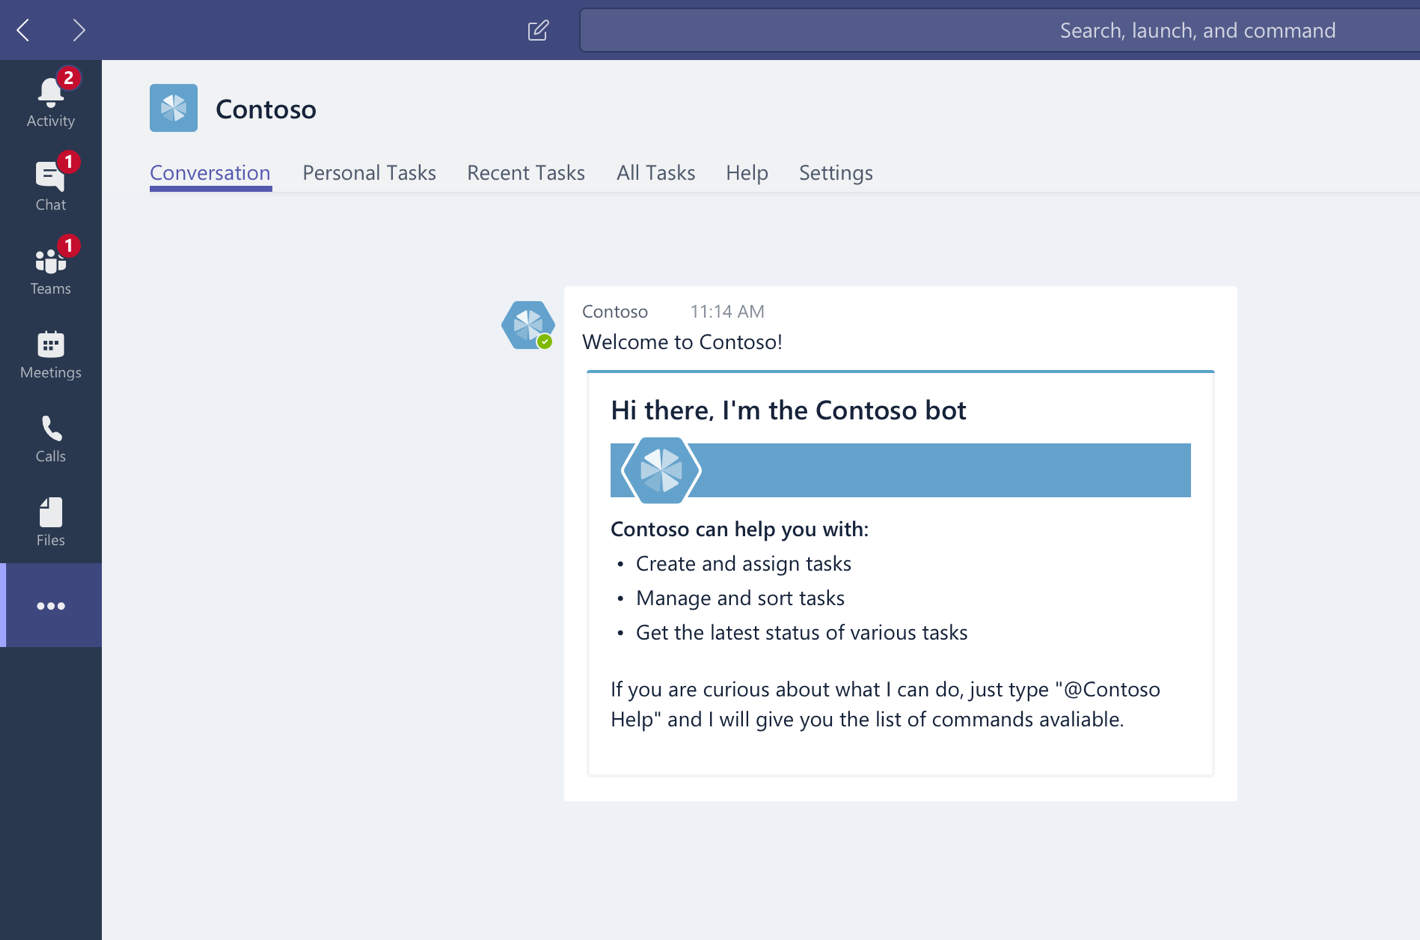 Search, launch, and command
2
Activity
1
Chat
1
Teams
Meetings
Calls
Files
Contoso
Conversation Personal Tasks Recent Tasks All Tasks Help Settings
Contoso 11:14 AM
Welcome to Contoso!
Hi there, I'm the Contoso bot
Contoso can help you with:
• Create and assign tasks
• Manage and sort tasks
• Get the latest status of various tasks
If you are curious about what I can do, just type "@Contoso
Help" and I will give you the list of commands avaliable.